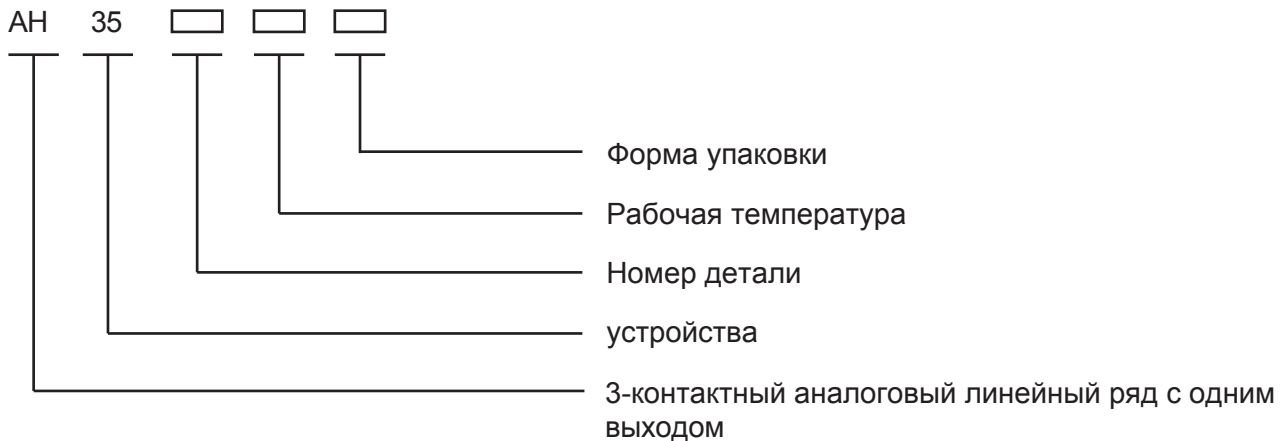 AH 35
Форма упаковки
Рабочая температура
Номер детали
устройства
3-контактный аналоговый линейный ряд с одним
выходом